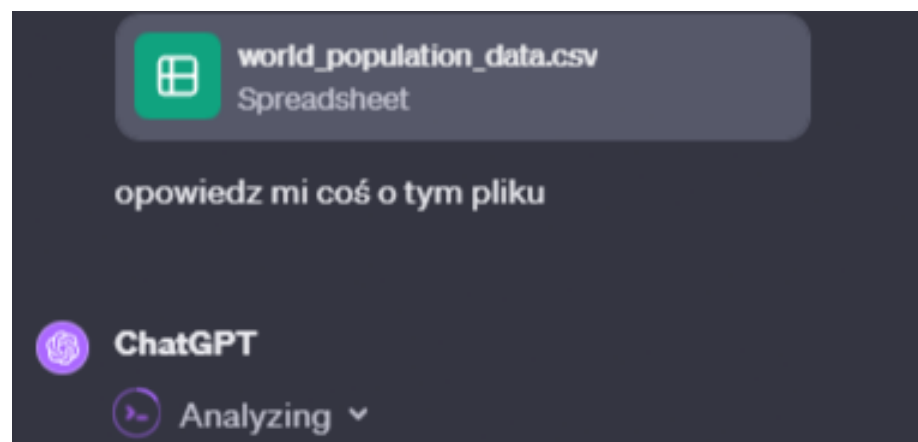 world_population_data.csv
Spreadsheet
opowiedz mi coś o tym pliku
ChatGPT
Analyzing